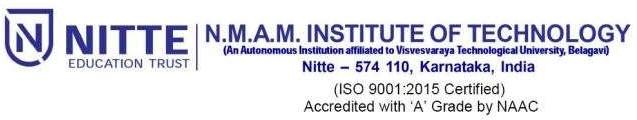 N NITTE
EDUCATION TRUST
N.M.A.M. INSTITUTE OF TECHNOLOGY
(An Autonomous Institution affiliated to Visvesvaraya Technological University, Belagavi)
Nitte – 574 110, Karnataka, India
(ISO 9001:2015 Certified)
Accredited with ‘A’ Grade by NAAC